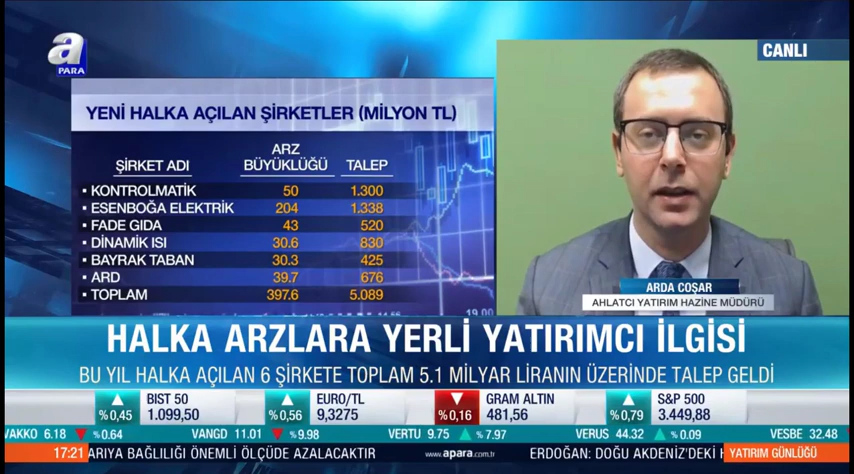 a
PARA
CANLI
YENİ HALKA AÇILAN ŞİRKETLER (MİLYON TL)
ŞİRKET ADI ARZ BÜYÜKLÜĞÜ TALEP
▪ KONTROLMATİK 50 1.300
▪ ESENBOĞA ELEKTRİK 204 1.338
▪ FADE GIDA 43 520
▪ DİNAMİK ISI 30.6 830
▪ BAYRAK TABAN 30.3 425
▪ ARD 39.7 676
▪ TOPLAM 397.6 5.089
ARDA COŞAR
AHLATCI YATIRIM HAZİNE MÜDÜRÜ
HALKA ARZLARA YERLİ YATIRIMCI İLGİSİ
BU YIL HALKA AÇILAN 6 ŞİRKETE TOPLAM 5.1 MİLYAR LİRANIN ÜZERİNDE TALEP GELDİ
%0,45 BIST 50 1.099,50
%0,56 EURO/TL 9,3275
%0,16 GRAM ALTIN 481,56
%0,79 S&P 500 3.449,88
VAKKO 6.18 %0.64 VANGD 11.01 %9.98 VERTU 9.75 %7.97 VERUS 44.32 %0.09 VESBE 32.48
17:21 ARIYA BAĞLILIĞI ÖNEMLİ ÖLÇÜDE AZALACAKTIR www.apara.com.tr ERDOĞAN: DOĞU AKDENİZ'DEKİ YATIRIM GÜNLÜĞÜ